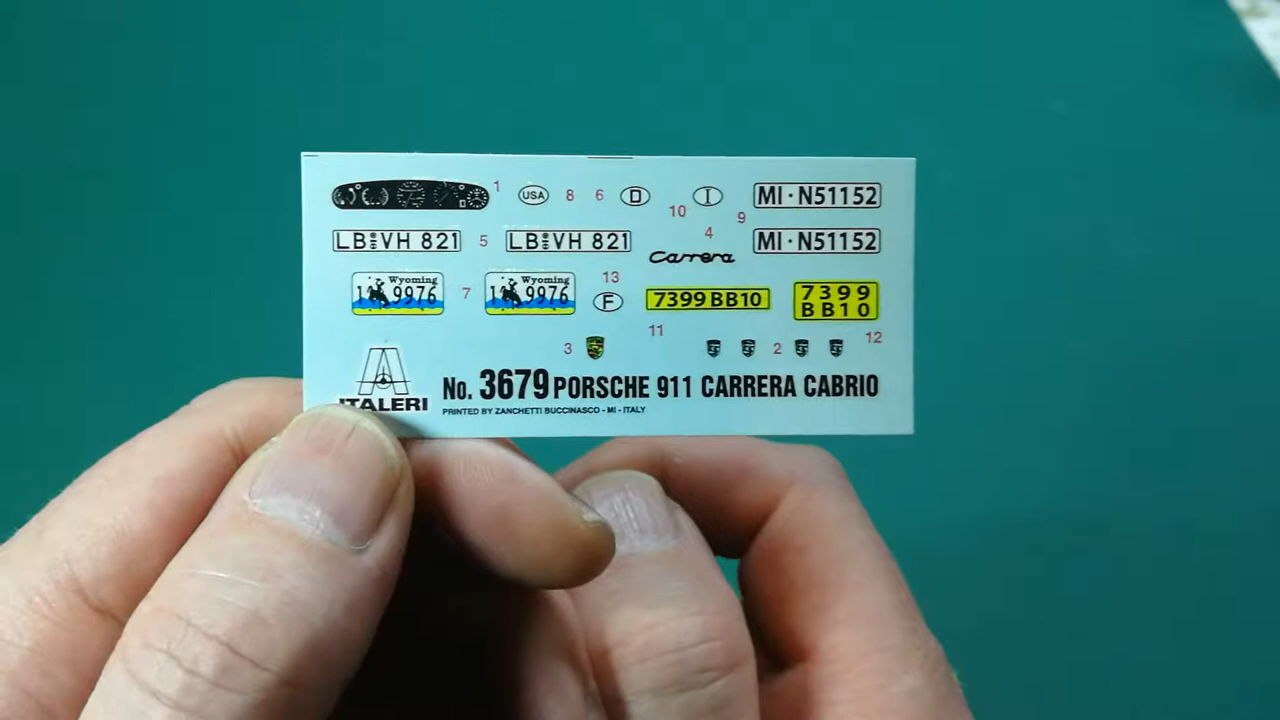 1 USA 8 6 D 10 I 9 MI·N51152
LB VH 821 5 LB VH 821 Carrera 4 MI·N51152
Wyoming
1 9976 7
Wyoming
1 9976
13
F
7399 BB10
11
7399
BB10
12
3 2
ITALERI
No. 3679 PORSCHE 911 CARRERA CABRIO
PRINTED BY ZANCHETTI BUCCINASCO - MI - ITALY